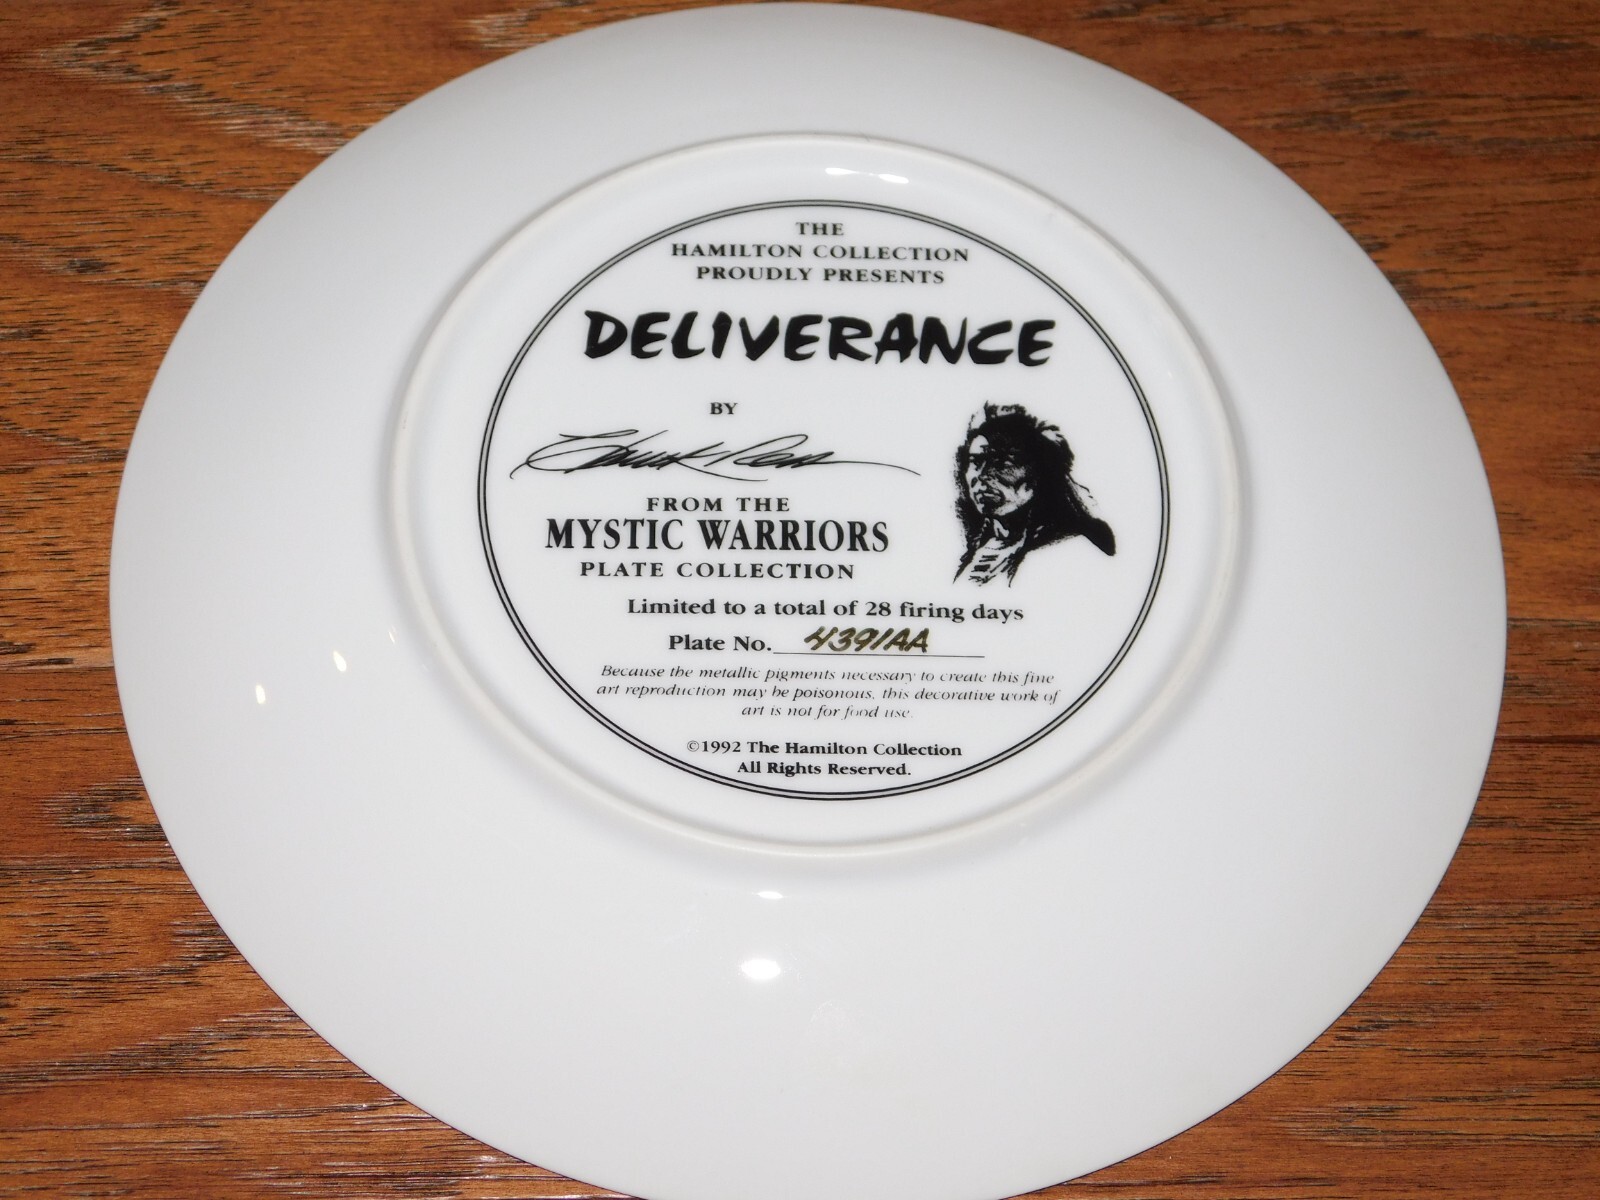 THE
HAMILTON COLLECTION
PROUDLY PRESENTS
DELIVERANCE
BY
Chuck Ren
FROM THE
MYSTIC WARRIORS
PLATE COLLECTION
Limited to a total of 28 firing days
Plate No. 4391AA
Because the metallic pigments necessary to create this fine
art reproduction may be poisonous, this decorative work of
art is not for food use.
©1992 The Hamilton Collection
All Rights Reserved.